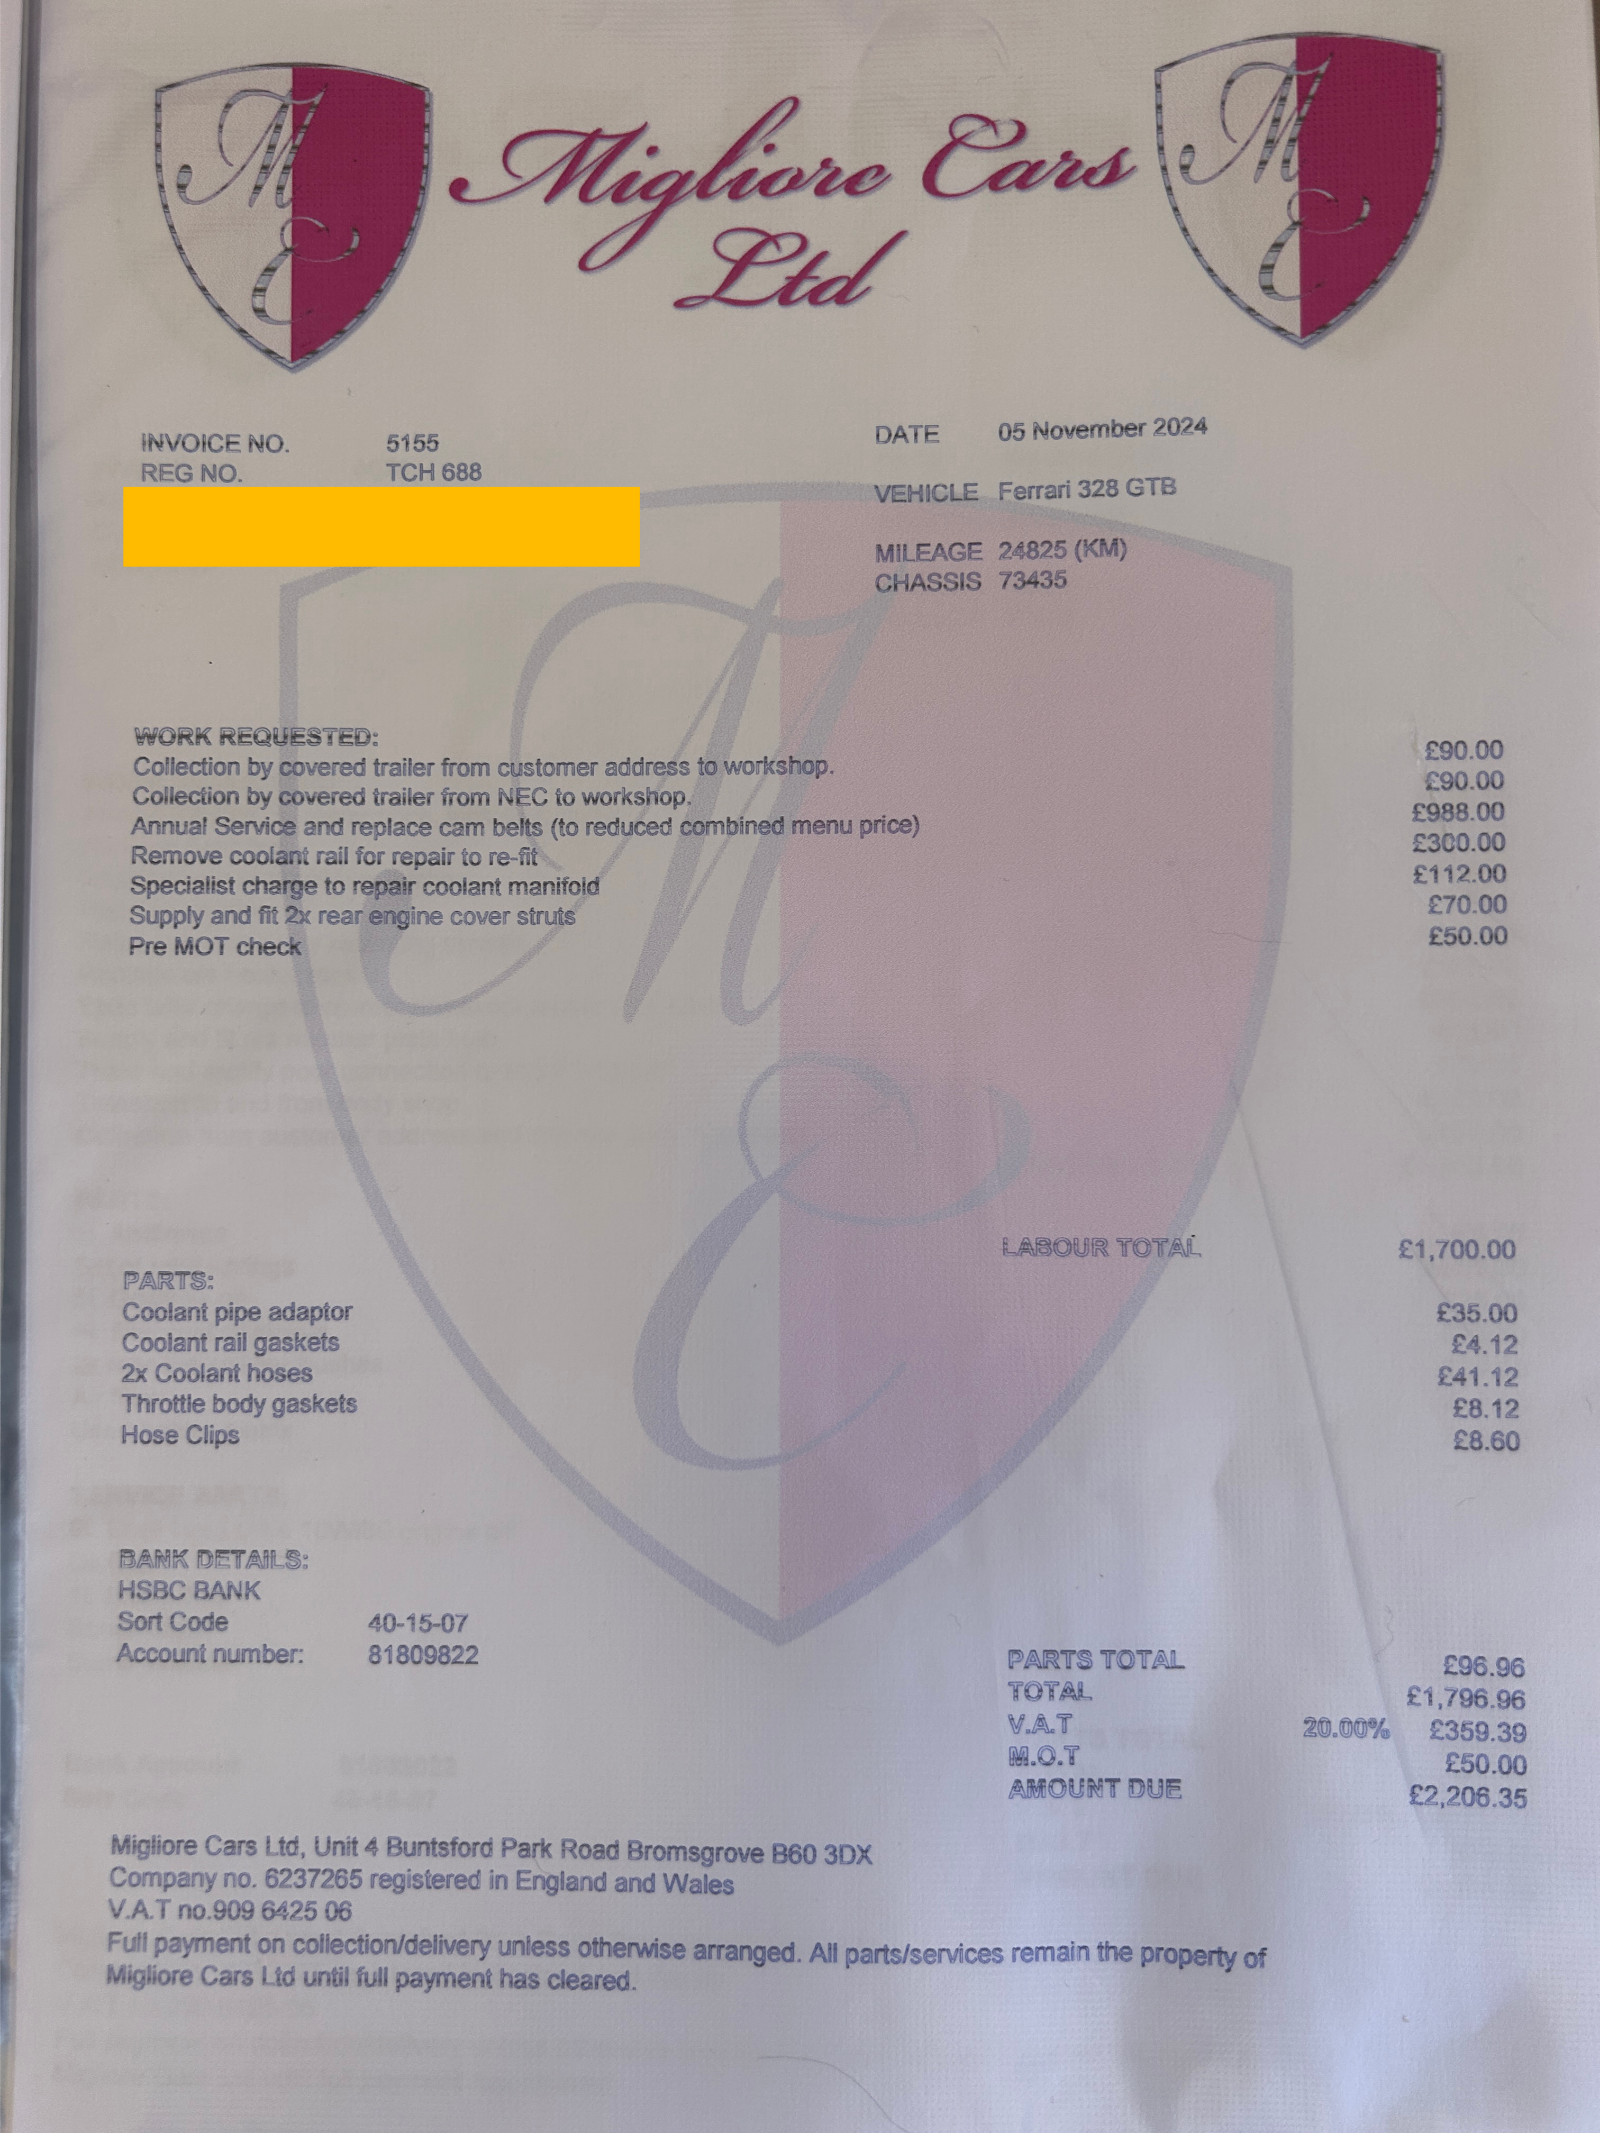 Migliore Cars
Ltd
INVOICE NO. 5155
REG NO. TCH 688
DATE 05 November 2024
VEHICLE Ferrari 328 GTB
MILEAGE 24825 (KM)
CHASSIS 73435
WORK REQUESTED:
Collection by covered trailer from customer address to workshop. £90.00
Collection by covered trailer from NEC to workshop. £90.00
Annual Service and replace cam belts (to reduced combined menu price) £988.00
Remove coolant rail for repair to re-fit £300.00
Specialist charge to repair coolant manifold £112.00
Supply and fit 2x rear engine cover struts £70.00
Pre MOT check £50.00
LABOUR TOTAL £1,700.00
PARTS:
Coolant pipe adaptor £35.00
Coolant rail gaskets £4.12
2x Coolant hoses £41.12
Throttle body gaskets £8.12
Hose Clips £8.60
BANK DETAILS:
HSBC BANK
Sort Code 40-15-07
Account number: 81809822
PARTS TOTAL £96.96
TOTAL £1,796.96
V.A.T 20.00% £359.39
M.O.T £50.00
AMOUNT DUE £2,206.35
Migliore Cars Ltd, Unit 4 Buntsford Park Road Bromsgrove B60 3DX
Company no. 6237265 registered in England and Wales
V.A.T no.909 6425 06
Full payment on collection/delivery unless otherwise arranged. All parts/services remain the property of
Migliore Cars Ltd until full payment has cleared.